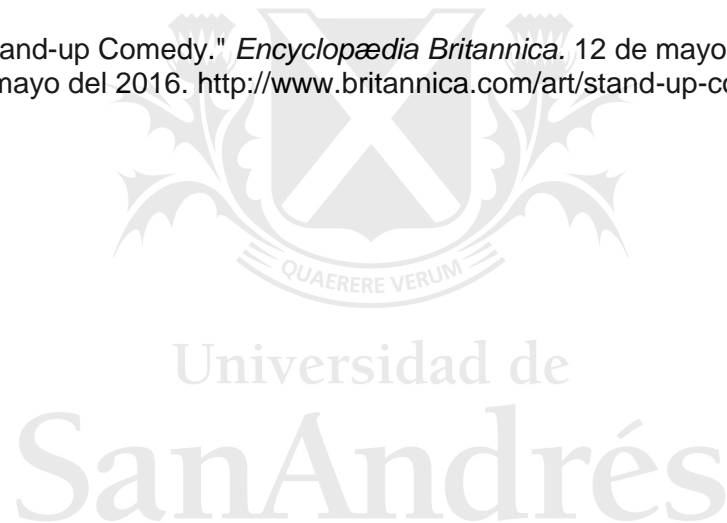 and-up Comedy." Encyclopædia Britannica. 12 de mayo
mayo del 2016. http://www.britannica.com/art/stand-up-co
QUAERERE VERUM
Universidad de
SanAndrés